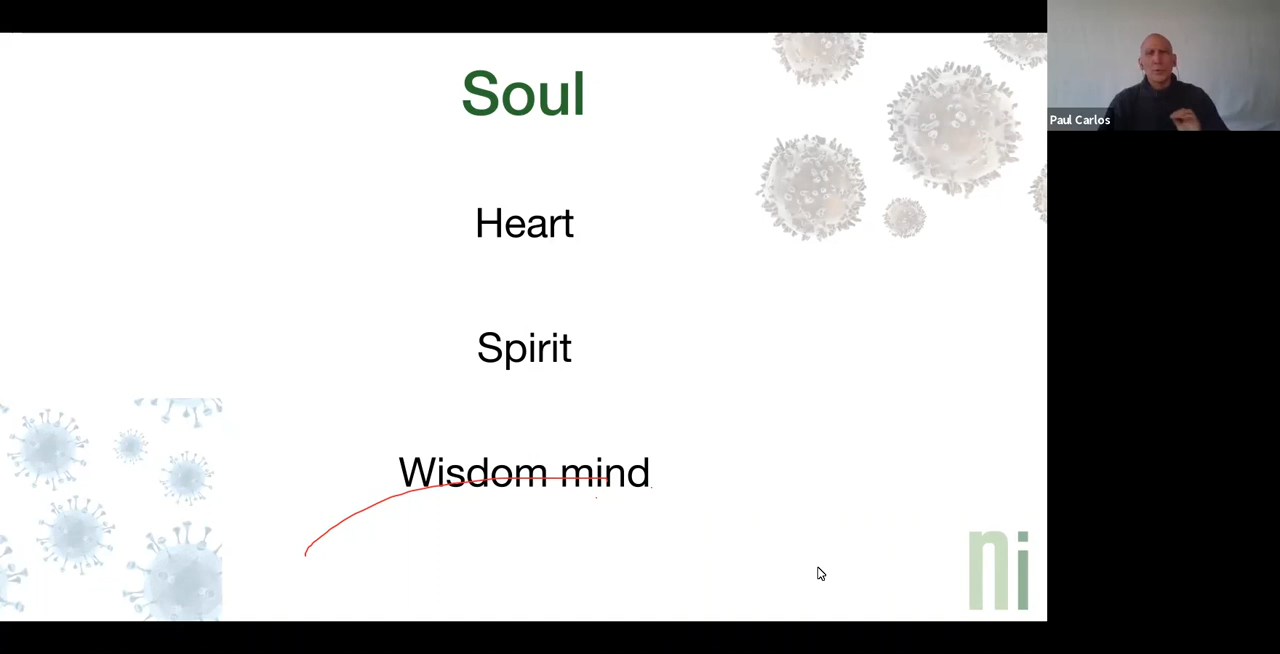 Soul
Paul Carlos
Heart
Spirit
Wisdom mind
ni